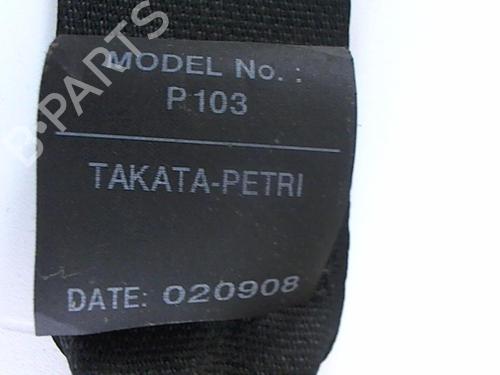 B-PARTS
MODEL No. :
P103
TAKATA-PETRI
DATE: 020908